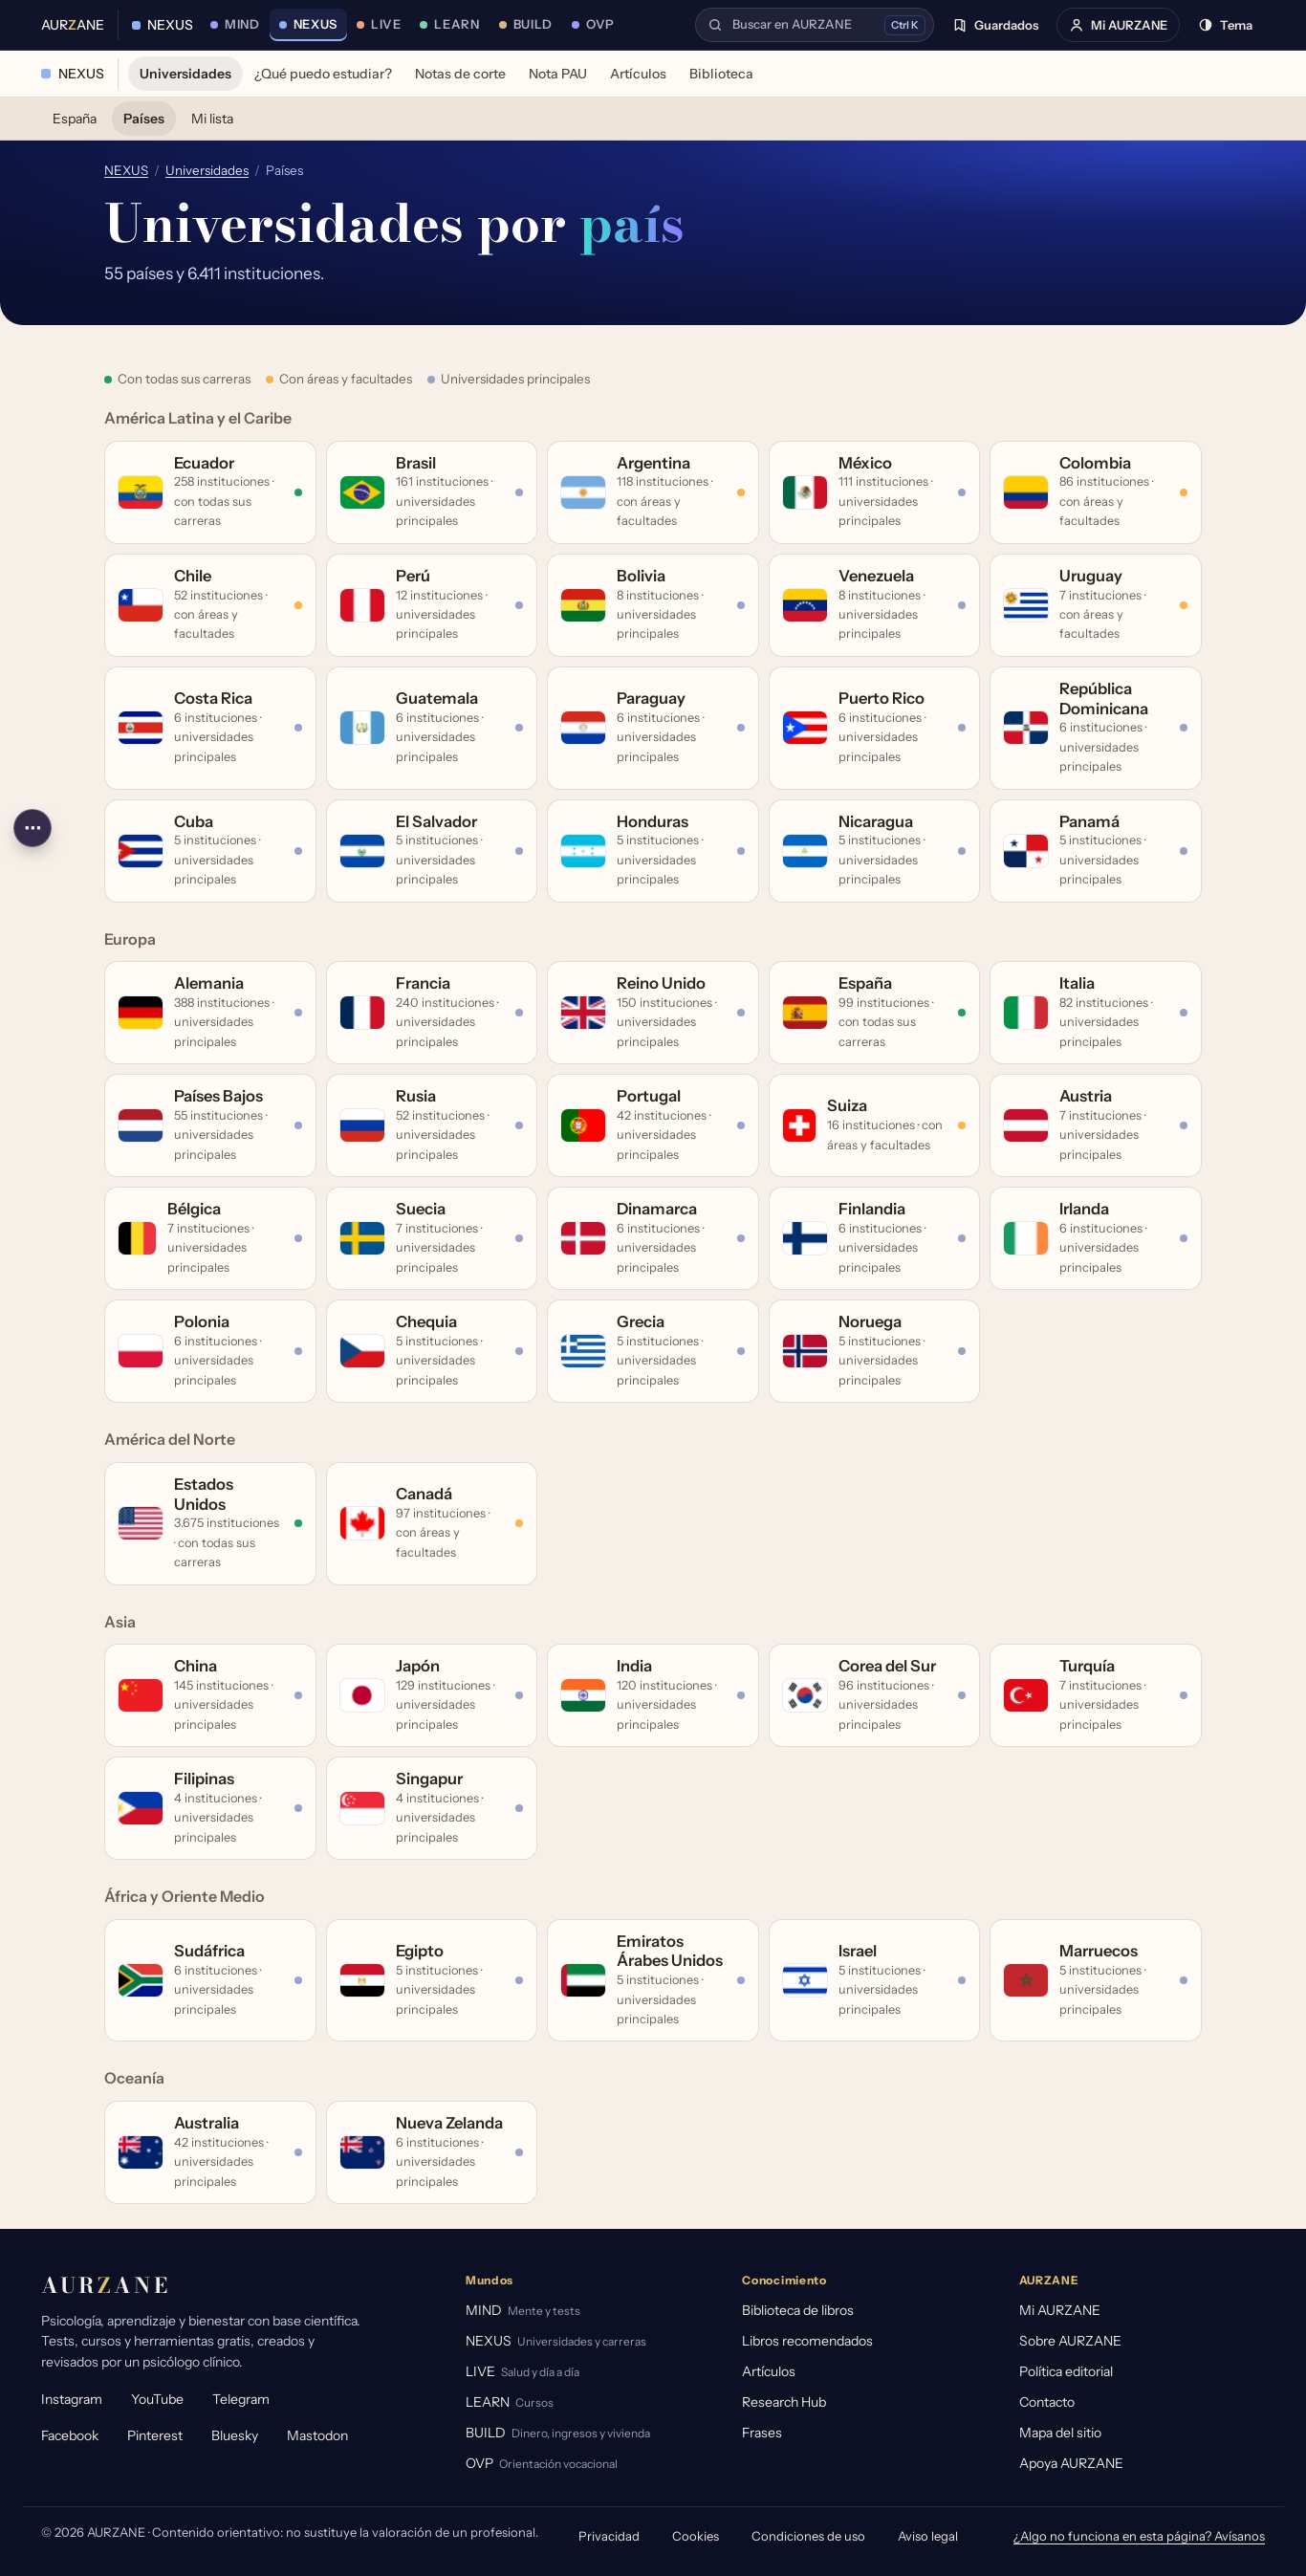 AURZANE
NEXUS
MIND
NEXUS
LIVE
LEARN
BUILD
OVP
Buscar en AURZANE
Ctrl K
Guardados
Mi AURZANE
Tema
NEXUS
Universidades
¿Qué puedo estudiar?
Notas de corte
Nota PAU
Artículos
Biblioteca
España
Países
Mi lista
NEXUS / Universidades / Países
Universidades por país
55 países y 6.411 instituciones.
Con todas sus carreras
Con áreas y facultades
Universidades principales
América Latina y el Caribe
Ecuador
258 instituciones ·
con todas sus
carreras
Brasil
161 instituciones ·
universidades
principales
Argentina
118 instituciones ·
con áreas y
facultades
México
111 instituciones ·
universidades
principales
Colombia
86 instituciones ·
con áreas y
facultades
Chile
52 instituciones ·
con áreas y
facultades
Perú
12 instituciones ·
universidades
principales
Bolivia
8 instituciones ·
universidades
principales
Venezuela
8 instituciones ·
universidades
principales
Uruguay
7 instituciones ·
con áreas y
facultades
Costa Rica
6 instituciones ·
universidades
principales
Guatemala
6 instituciones ·
universidades
principales
Paraguay
6 instituciones ·
universidades
principales
Puerto Rico
6 instituciones ·
universidades
principales
República
Dominicana
6 instituciones ·
universidades
principales
Cuba
5 instituciones ·
universidades
principales
El Salvador
5 instituciones ·
universidades
principales
Honduras
5 instituciones ·
universidades
principales
Nicaragua
5 instituciones ·
universidades
principales
Panamá
5 instituciones ·
universidades
principales
Europa
Alemania
388 instituciones ·
universidades
principales
Francia
240 instituciones ·
universidades
principales
Reino Unido
150 instituciones ·
universidades
principales
España
99 instituciones ·
con todas sus
carreras
Italia
82 instituciones ·
universidades
principales
Países Bajos
55 instituciones ·
universidades
principales
Rusia
52 instituciones ·
universidades
principales
Portugal
42 instituciones ·
universidades
principales
Suiza
16 instituciones · con
áreas y facultades
Austria
7 instituciones ·
universidades
principales
Bélgica
7 instituciones ·
universidades
principales
Suecia
7 instituciones ·
universidades
principales
Dinamarca
6 instituciones ·
universidades
principales
Finlandia
6 instituciones ·
universidades
principales
Irlanda
6 instituciones ·
universidades
principales
Polonia
6 instituciones ·
universidades
principales
Chequia
5 instituciones ·
universidades
principales
Grecia
5 instituciones ·
universidades
principales
Noruega
5 instituciones ·
universidades
principales
América del Norte
Estados
Unidos
3.675 instituciones
· con todas sus
carreras
Canadá
97 instituciones ·
con áreas y
facultades
Asia
China
145 instituciones ·
universidades
principales
Japón
129 instituciones ·
universidades
principales
India
120 instituciones ·
universidades
principales
Corea del Sur
96 instituciones ·
universidades
principales
Turquía
7 instituciones ·
universidades
principales
Filipinas
4 instituciones ·
universidades
principales
Singapur
4 instituciones ·
universidades
principales
África y Oriente Medio
Sudáfrica
6 instituciones ·
universidades
principales
Egipto
5 instituciones ·
universidades
principales
Emiratos
Árabes Unidos
5 instituciones ·
universidades
principales
Israel
5 instituciones ·
universidades
principales
Marruecos
5 instituciones ·
universidades
principales
Oceanía
Australia
42 instituciones ·
universidades
principales
Nueva Zelanda
6 instituciones ·
universidades
principales
AURZANE
Psicología, aprendizaje y bienestar con base científica.
Tests, cursos y herramientas gratis, creados y
revisados por un psicólogo clínico.
Instagram YouTube Telegram
Facebook Pinterest Bluesky Mastodon
Mundos
MIND Mente y tests
NEXUS Universidades y carreras
LIVE Salud y día a día
LEARN Cursos
BUILD Dinero, ingresos y vivienda
OVP Orientación vocacional
Conocimiento
Biblioteca de libros
Libros recomendados
Artículos
Research Hub
Frases
AURZANE
Mi AURZANE
Sobre AURZANE
Política editorial
Contacto
Mapa del sitio
Apoya AURZANE
© 2026 AURZANE · Contenido orientativo: no sustituye la valoración de un profesional.
Privacidad
Cookies
Condiciones de uso
Aviso legal
¿Algo no funciona en esta página? Avísanos